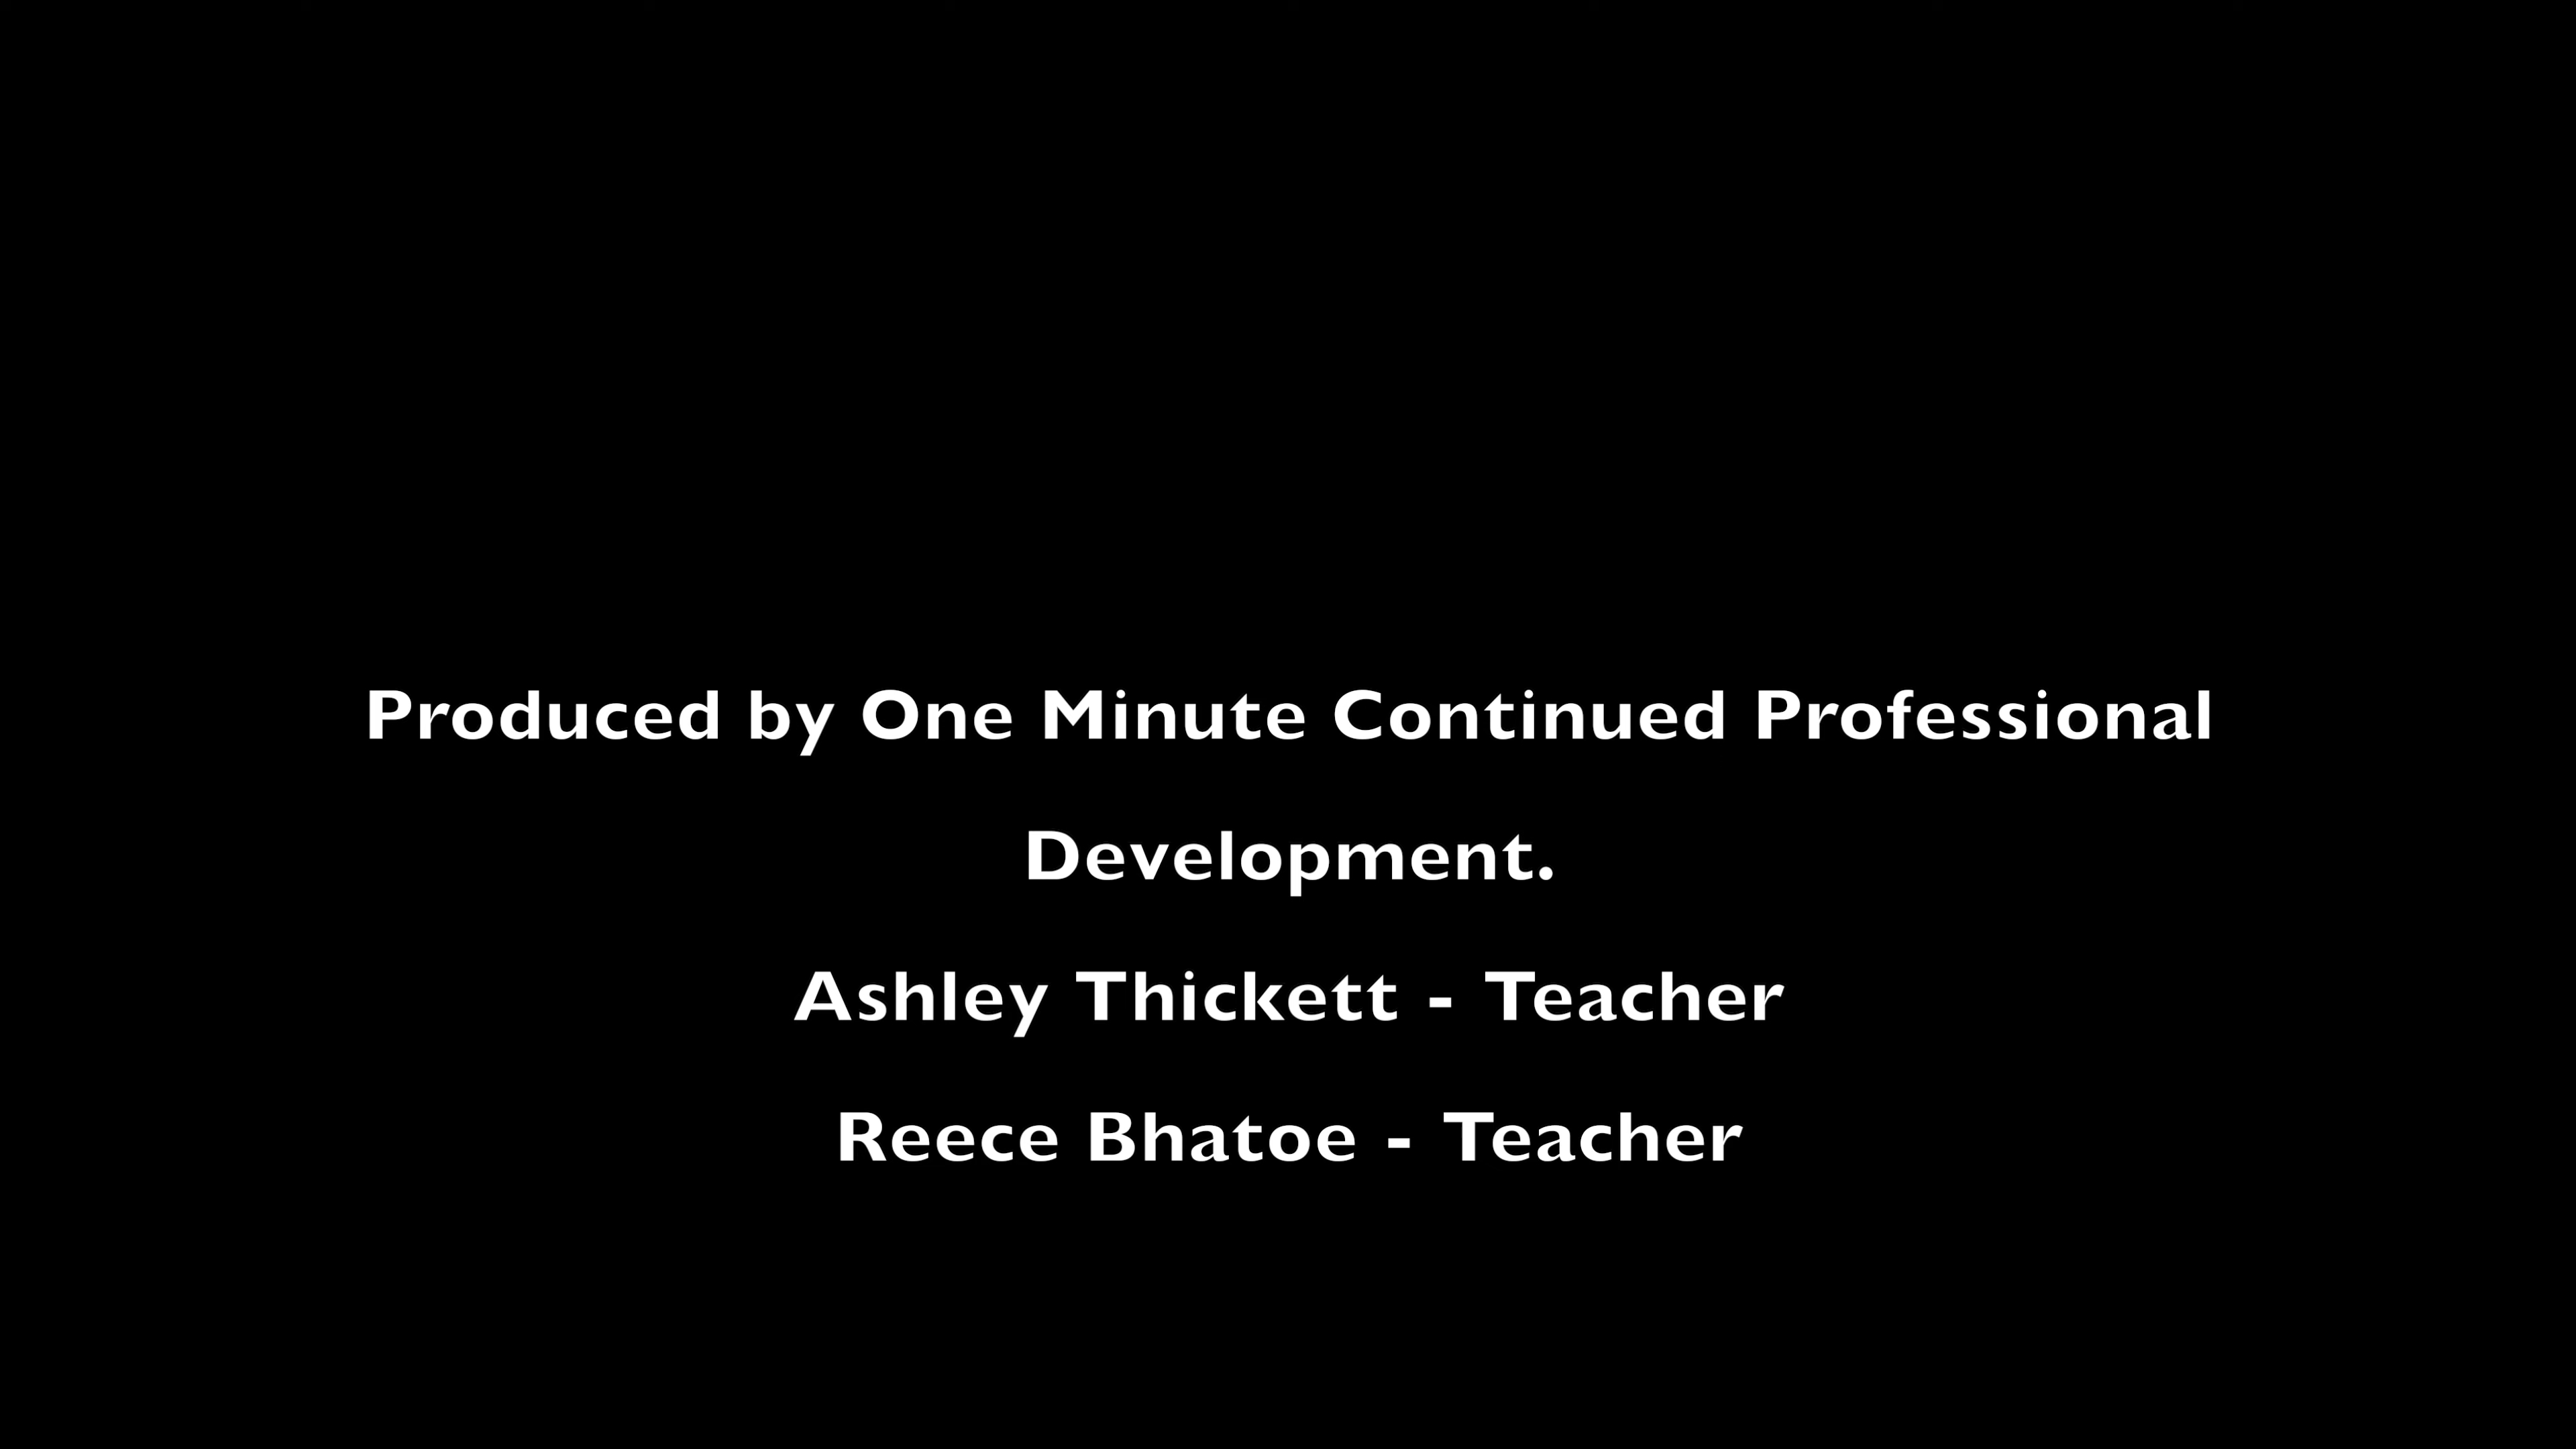 Produced by One Minute Continued Professional
Development.
Ashley Thickett - Teacher
Reece Bhatoe - Teacher